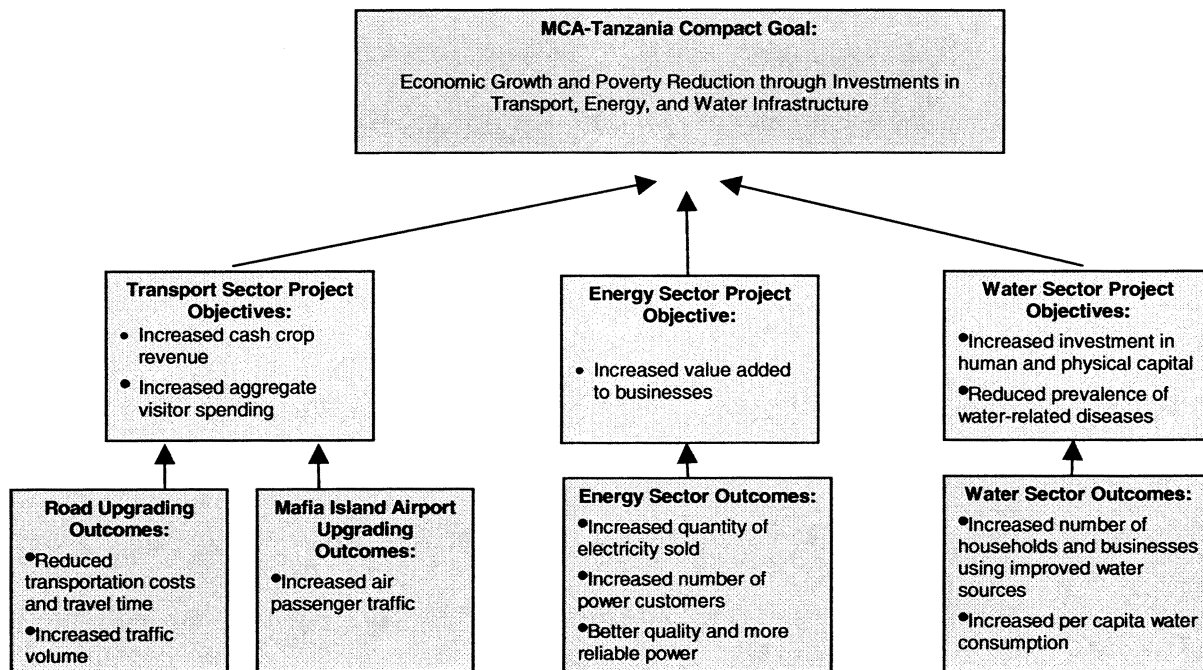 MCA-Tanzania Compact Goal:
Economic Growth and Poverty Reduction through Investments in
Transport, Energy, and Water Infrastructure
Transport Sector Project
Objectives:
• Increased cash crop
revenue
• Increased aggregate
visitor spending
Energy Sector Project
Objective:
• Increased value added
to businesses
Water Sector Project
Objectives:
•Increased investment in
human and physical capital
•Reduced prevalence of
water-related diseases
Road Upgrading
Outcomes:
•Reduced
transportation costs
and travel time
•Increased traffic
volume
Mafia Island Airport
Upgrading
Outcomes:
•Increased air
passenger traffic
Energy Sector Outcomes:
•Increased quantity of
electricity sold
•Increased number of
power customers
•Better quality and more
reliable power
Water Sector Outcomes:
•Increased number of
households and businesses
using improved water
sources
•Increased per capita water
consumption